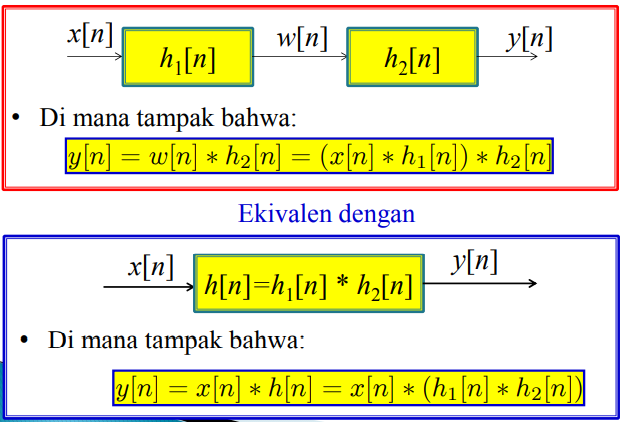 x[n] h₁[n] w[n] h₂[n] y[n]
• Di mana tampak bahwa:
y[n] = w[n] ∗ h₂[n] = (x[n] ∗ h₁[n]) ∗ h₂[n]
Ekivalen dengan
x[n] h[n]=h₁[n] * h₂[n] y[n]
• Di mana tampak bahwa:
y[n] = x[n] ∗ h[n] = x[n] ∗ (h₁[n] ∗ h₂[n])